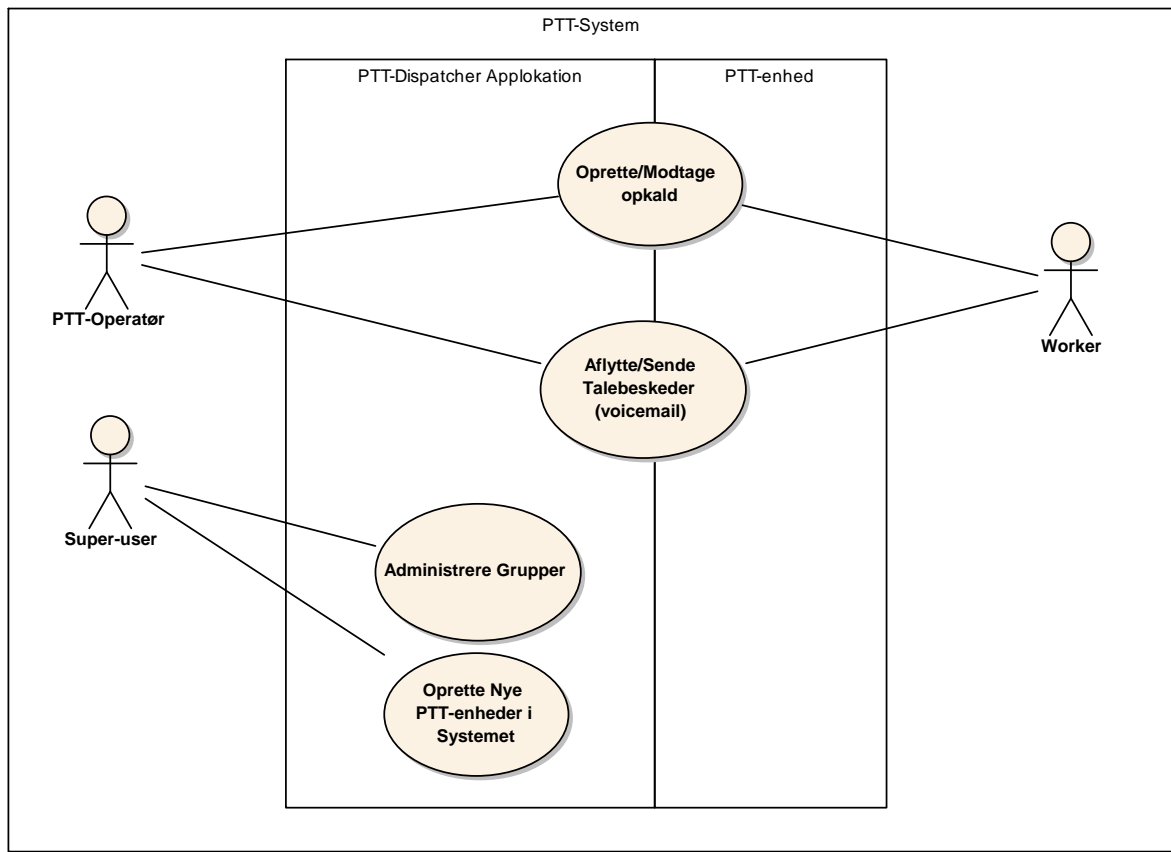 PTT-System
PTT-Dispatcher Applokation
PTT-enhed
Oprette/Modtage
opkald
PTT-Operatør
Worker
Aflytte/Sende
Talebeskeder
(voicemail)
Super-user
Administrere Grupper
Oprette Nye
PTT-enheder i
Systemet